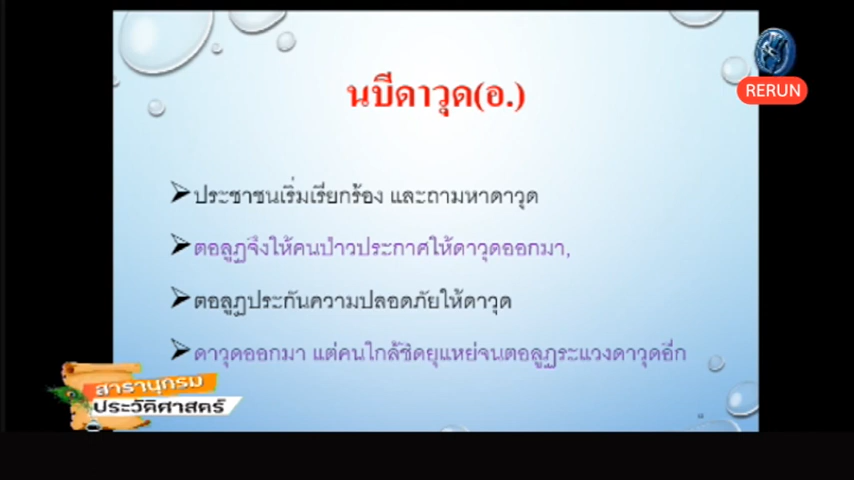 RERUN
นบีดาวุด(อ.)
ประชาชนเริ่มเรียกร้อง และถามหาดาวุด
ตอลูฏจึงให้คนป่าวประกาศให้ดาวุดออกมา,
ตอลูฏประกันความปลอดภัยให้ดาวุด
ดาวุดออกมา แต่คนใกล้ชิดยุแหย่จนตอลูฏระแวงดาวุดอีก
สารานุกรม
ประวัติศาสตร์